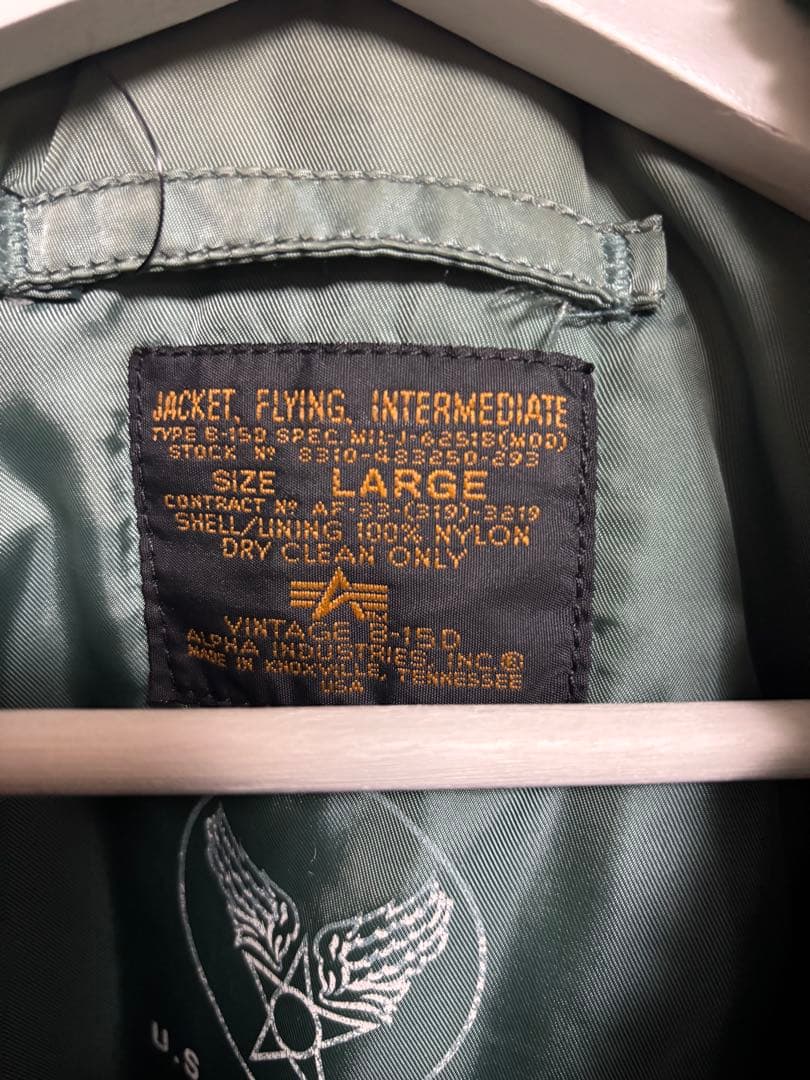 JACKET, FLYING, INTERMEDIATE
TYPE B-15D SPEC MIL-J-6251B(MOD)
STOCK Nº 8310-483250-293
SIZE LARGE
CONTRACT Nº AF-33-(319)-3219
SHELL/LINING 100% NYLON
DRY CLEAN ONLY
VINTAGE B-15D
ALPHA INDUSTRIES, INC.®
MADE IN KNOXVILLE, TENNESSEE
USA
U.S